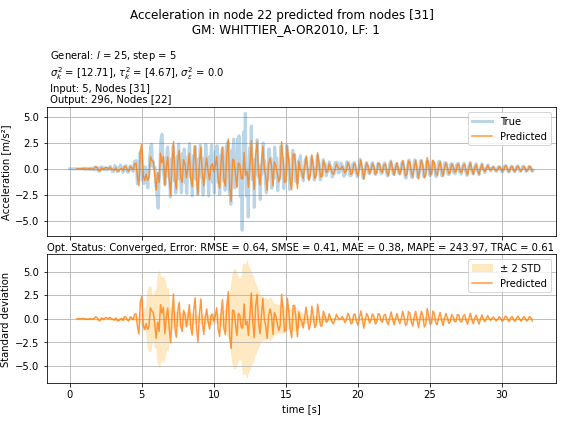 Acceleration in node 22 predicted from nodes [31]
GM: WHITTIER_A-OR2010, LF: 1
General: l = 25, step = 5
σ²ₖ = [12.71], τ²ₖ = [4.67], σ²ε = 0.0
Input: 5, Nodes [31]
Output: 296, Nodes [22]
Acceleration [m/s²]
5.0
2.5
0.0
−2.5
−5.0
True
Predicted
Opt. Status: Converged, Error: RMSE = 0.64, SMSE = 0.41, MAE = 0.38, MAPE = 243.97, TRAC = 0.61
Standard deviation
5.0
2.5
0.0
−2.5
−5.0
± 2 STD
Predicted
0 5 10 15 20 25 30
time [s]